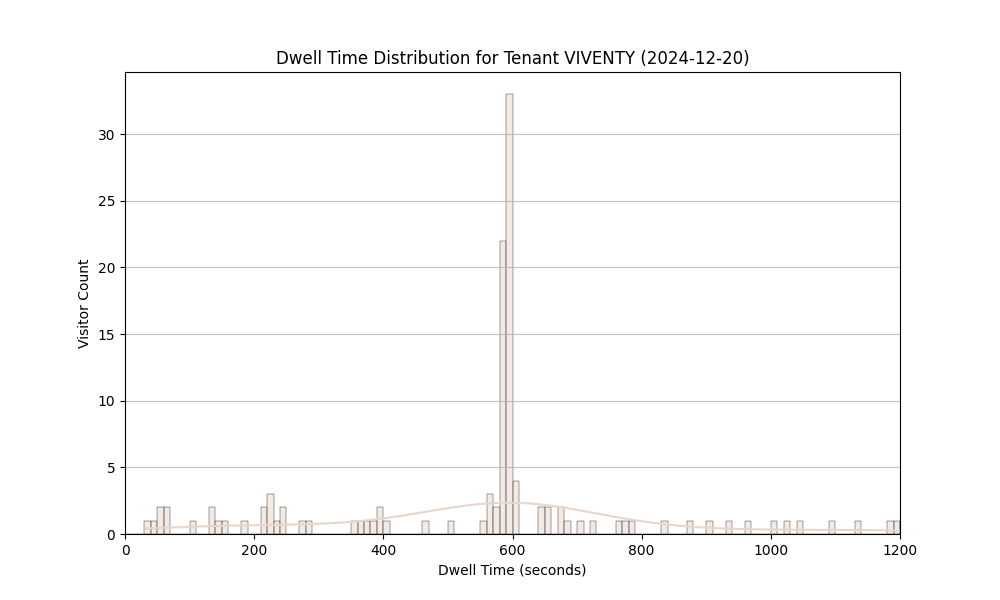 Dwell Time Distribution for Tenant VIVENTY (2024-12-20)
30
25
20
15
10
5
0
Visitor Count
0 200 400 600 800 1000 1200
Dwell Time (seconds)